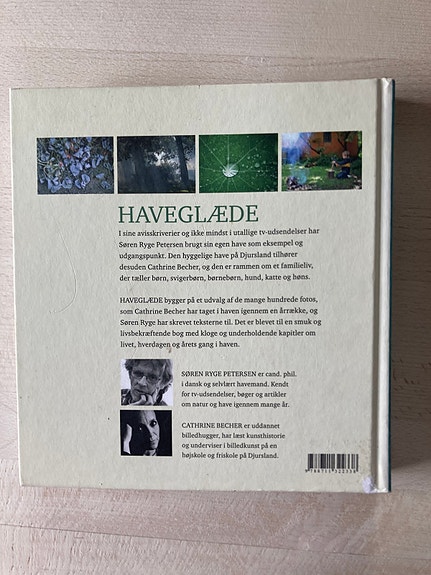 HAVEGLÆDE
I sine avisskriverier og ikke mindst i utallige tv-udsendelser har
Søren Ryge Petersen brugt sin egen have som eksempel og
udgangspunkt. Den hyggelige have på Djursland tilhører
desuden Cathrine Becher, og den er rammen om et familieliv,
der tæller børn, svigerbørn, børnebørn, hund, katte og høns.
HAVEGLÆDE bygger på et udvalg af de mange hundrede fotos,
som Cathrine Becher har taget i haven igennem en årrække, og
Søren Ryge har skrevet teksterne til. Det er blevet til en smuk og
livsbekræftende bog med kloge og underholdende kapitler om
livet, hverdagen og årets gang i haven.
SØREN RYGE PETERSEN er cand. phil.
i dansk og selvlært havemand. Kendt
for tv-udsendelser, bøger og artikler
om natur og have igennem mange år.
CATHRINE BECHER er uddannet
billedhugger, har læst kunsthistorie
og underviser i billedkunst på en
højskole og friskole på Djursland.